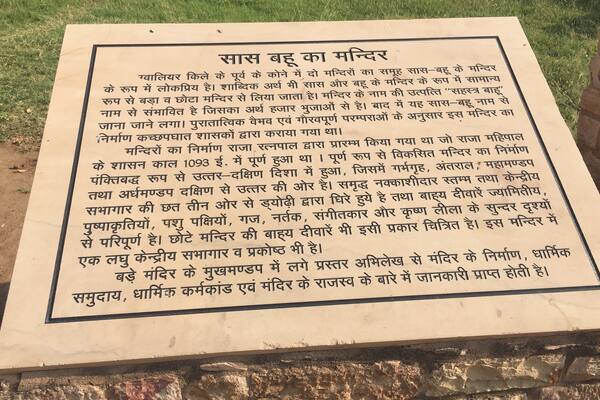 सास बहू का मन्दिर
ग्वालियर किले के पूर्व के कोने में दो मन्दिरों का समूह सास-बहू के मन्दिर
के रूप में लोकप्रिय है। शाब्दिक अर्थ भी सास और बहू के मन्दिर के रूप में सामान्य
रूप से बड़ा व छोटा मन्दिर से लिया जाता है। मन्दिर के नाम की उत्पत्ति "सहस्त्र बाहू"
नाम से संभावित है जिसका अर्थ हजार भुजाओं से है। बाद में यह सास-बहू नाम से
जाना जाने लगा। पुरातात्विक वैभव एवं गौरवपूर्ण परम्पराओं के अनुसार इस मन्दिर का
निर्माण कच्छपघात शासकों द्वारा कराया गया था।
मन्दिरों का निर्माण राजा रत्नपाल द्वारा प्रारम्भ किया गया था जो राजा महिपाल
के शासन काल 1093 ई. में पूर्ण हुआ था। पूर्ण रूप से विकसित मन्दिर का निर्माण
पंक्तिबद्ध रूप से उत्तर-दक्षिण दिशा में हुआ, जिसमें गर्भगृह, अंतराल, महामण्डप
तथा अर्धमण्डप दक्षिण से उत्तर की ओर है। समृद्ध नक्काशीदार स्तम्भ तथा केन्द्रीय
सभागार की छत तीन ओर से ड्योढ़ी द्वारा घिरे हुये है तथा बाहय दीवारें ज्यामितीय,
पुष्पाकृतियों, पशु पक्षियों, गज, नर्तक, संगीतकार और कृष्ण लीला के सुन्दर दृश्यों
से परिपूर्ण है। छोटे मन्दिर की बाहय दीवारें भी इसी प्रकार चित्रित है। इस मन्दिर में
एक लघु केन्द्रीय सभागार व प्रकोष्ठ भी है।
बड़े मंदिर के मुखमण्डप में लगे प्रस्तर अभिलेख से मंदिर के निर्माण, धार्मिक
समुदाय, धार्मिक कर्मकांड एवं मंदिर के राजस्व के बारे में जानकारी प्राप्त होती है।